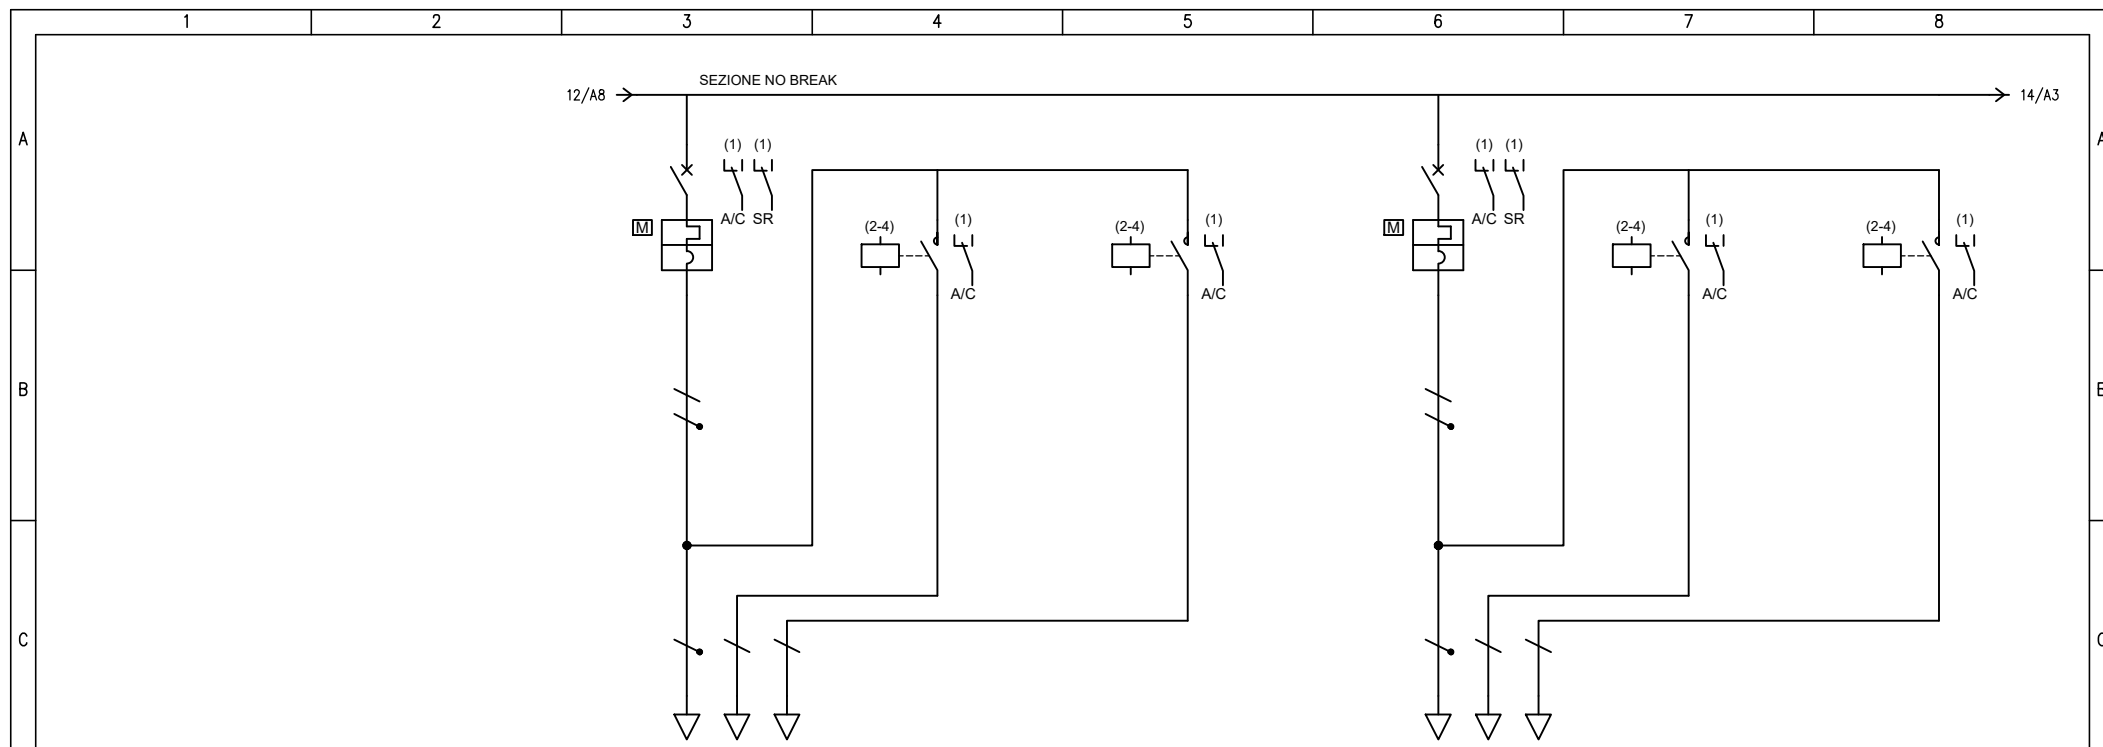 1 2 3 4 5 6 7 8
SEZIONE NO BREAK
12/A8 14/A3
A A
(1) (1) (1) (1)
A/C SR A/C SR
M M
(2-4) (1) (2-4) (1) (2-4) (1) (2-4) (1)
A/C A/C A/C A/C
B B
C C